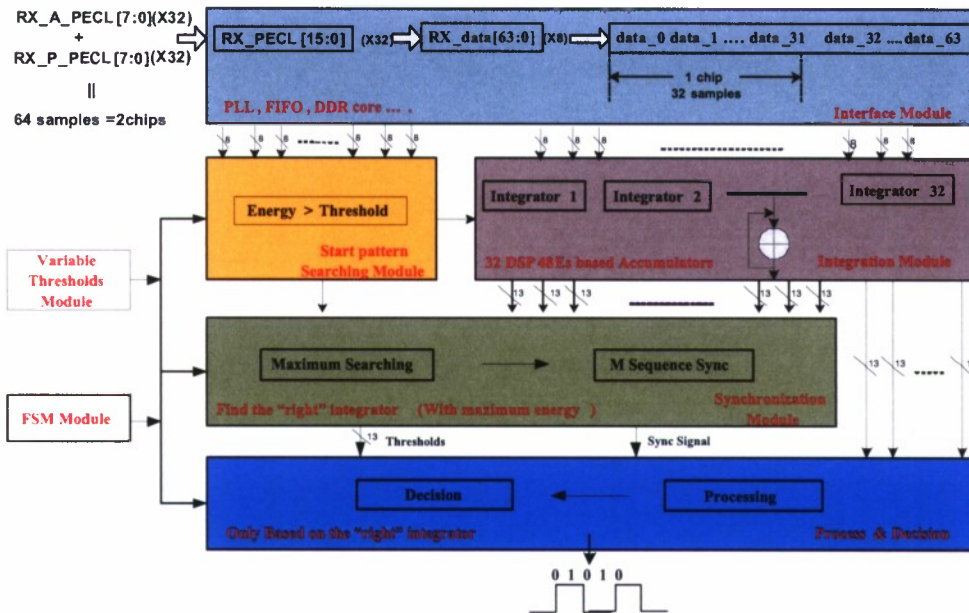 RX_A_PECL[7:0](X32)
+
RX_P_PECL[7:0](X32)
||
64 samples =2chips
RX_PECL[15:0] (X32) RX_data[63:0] (X8) data_0 data_1 .... data_31 data_32 .... data_63
1 chip
32 samples
PLL, FIFO, DDR core ... .
Interface Module
8 8 8 8 8 8 8 8 8 8 8 8
Energy > Threshold
Start pattern
Searching Module
Integrator 1 Integrator 2 Integrator 32
32 DSP48Es based Accumulators
Integration Module
Variable
Thresholds
Module
13 13 13 13 13 13
Maximum Searching
M Sequence Sync
Find the "right" integrator (With maximum energy )
Synchronization
Module
13 13 1
FSM Module
13 Thresholds
Sync Signal
Decision
Processing
Only Based on the "right" integrator
Process & Decision
0 1 0 1 0